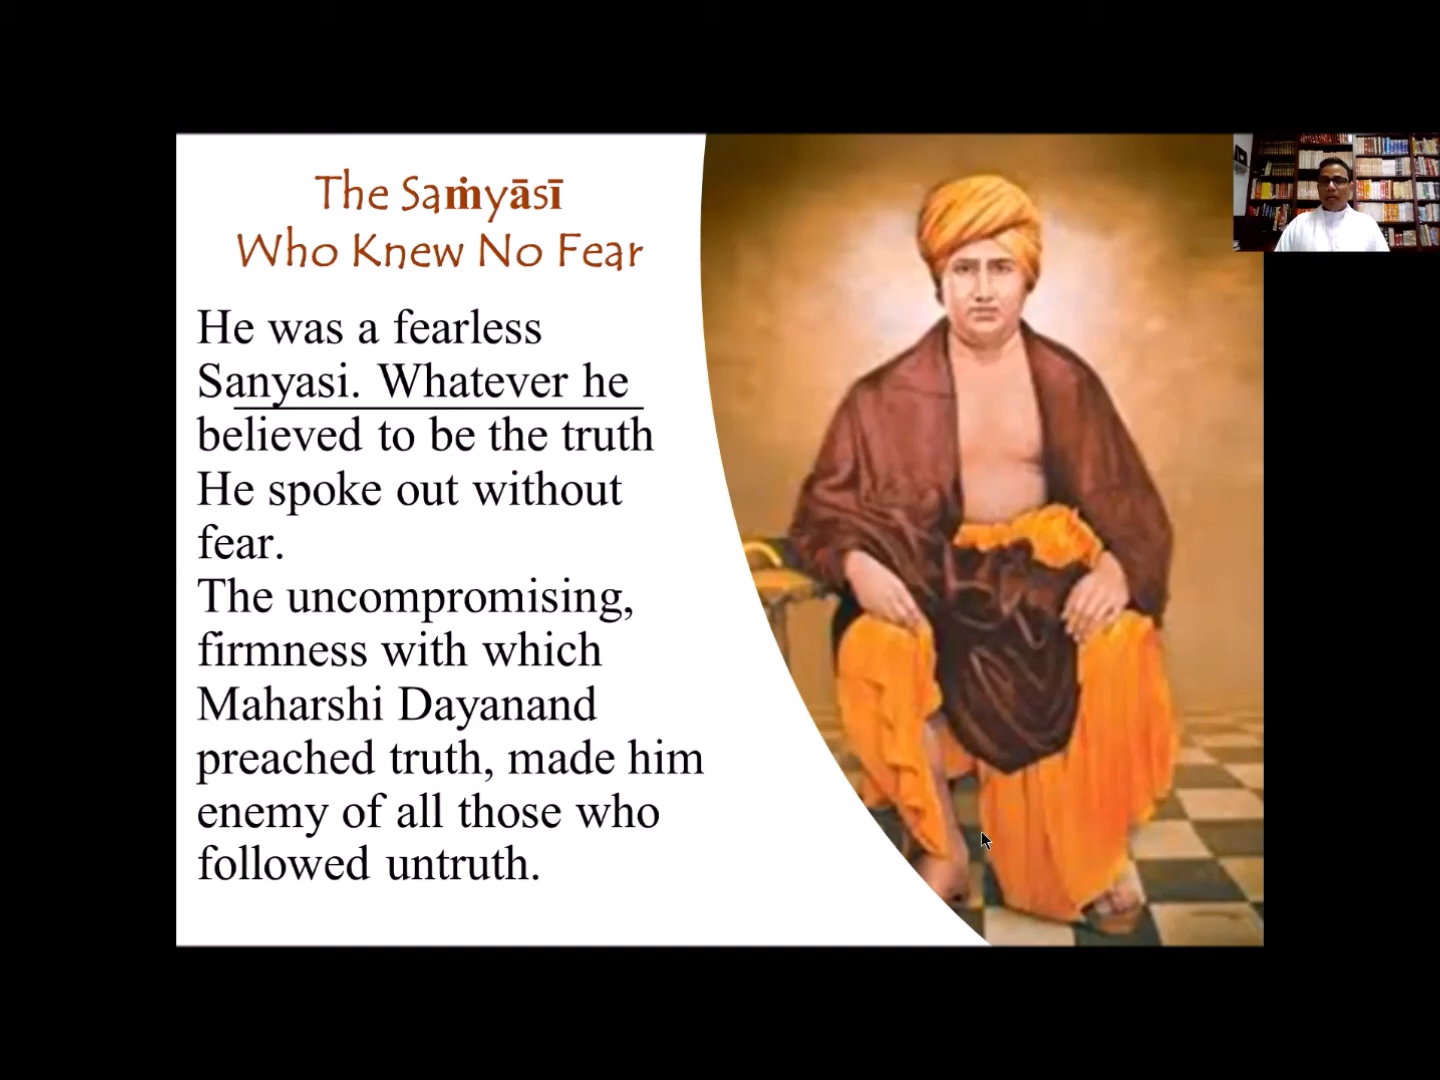 The Saṁyāsī
Who Knew No Fear
He was a fearless
Sanyasi. Whatever he
believed to be the truth
He spoke out without
fear.
The uncompromising,
firmness with which
Maharshi Dayanand
preached truth, made him
enemy of all those who
followed untruth.